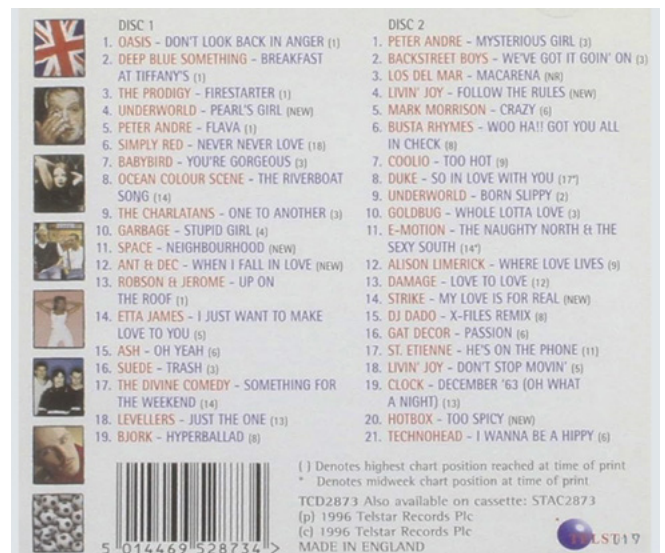 DISC 1
1. OASIS – DON'T LOOK BACK IN ANGER (1)
2. DEEP BLUE SOMETHING – BREAKFAST
AT TIFFANY'S (1)
3. THE PRODIGY – FIRESTARTER (1)
4. UNDERWORLD – PEARL'S GIRL (NEW)
5. PETER ANDRE – FLAVA (1)
6. SIMPLY RED – NEVER NEVER LOVE (18)
7. BABYBIRD – YOU'RE GORGEOUS (3)
8. OCEAN COLOUR SCENE – THE RIVERBOAT
SONG (14)
9. THE CHARLATANS – ONE TO ANOTHER (3)
10. GARBAGE – STUPID GIRL (4)
11. SPACE – NEIGHBOURHOOD (NEW)
12. ANT & DEC – WHEN I FALL IN LOVE (NEW)
13. ROBSON & JEROME – UP ON
THE ROOF (1)
14. ETTA JAMES – I JUST WANT TO MAKE
LOVE TO YOU (5)
15. ASH – OH YEAH (6)
16. SUEDE – TRASH (3)
17. THE DIVINE COMEDY – SOMETHING FOR
THE WEEKEND (14)
18. LEVELLERS – JUST THE ONE (13)
19. BJORK – HYPERBALLAD (8)
DISC 2
1. PETER ANDRE – MYSTERIOUS GIRL (3)
2. BACKSTREET BOYS – WE'VE GOT IT GOIN' ON (3)
3. LOS DEL MAR – MACARENA (NR)
4. LIVIN' JOY – FOLLOW THE RULES (NEW)
5. MARK MORRISON – CRAZY (6)
6. BUSTA RHYMES – WOO HA!! GOT YOU ALL
IN CHECK (8)
7. COOLIO – TOO HOT (9)
8. DUKE – SO IN LOVE WITH YOU (17*)
9. UNDERWORLD – BORN SLIPPY (2)
10. GOLDBUG – WHOLE LOTTA LOVE (3)
11. E-MOTION – THE NAUGHTY NORTH & THE
SEXY SOUTH (14*)
12. ALISON LIMERICK – WHERE LOVE LIVES (9)
13. DAMAGE – LOVE TO LOVE (12)
14. STRIKE – MY LOVE IS FOR REAL (NEW)
15. DJ DADO – X-FILES REMIX (8)
16. GAT DECOR – PASSION (6)
17. ST. ETIENNE – HE'S ON THE PHONE (11)
18. LIVIN' JOY – DON'T STOP MOVIN' (5)
19. CLOCK – DECEMBER '63 (OH WHAT
A NIGHT) (13)
20. HOTBOX – TOO SPICY (NEW)
21. TECHNOHEAD – I WANNA BE A HIPPY (6)
( ) Denotes highest chart position reached at time of print
* Denotes midweek chart position at time of print
TCD2873 Also available on cassette: STAC2873
(p) 1996 Telstar Records Plc
(c) 1996 Telstar Records Plc
MADE IN ENGLAND
5 014469 528734 >